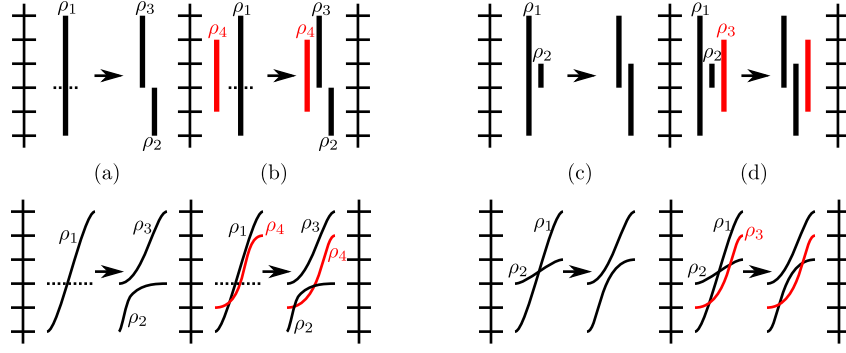 ρ₁ ρ₃ ρ₄ ρ₁ ρ₃ ρ₄ ρ₁ ρ₂ ρ₁ ρ₂ ρ₃
ρ₂ ρ₂
(a) (b) (c) (d)
ρ₁ ρ₃ ρ₁ ρ₄ ρ₃ ρ₄ ρ₁ ρ₂ ρ₁ ρ₃ ρ₂
ρ₂ ρ₂